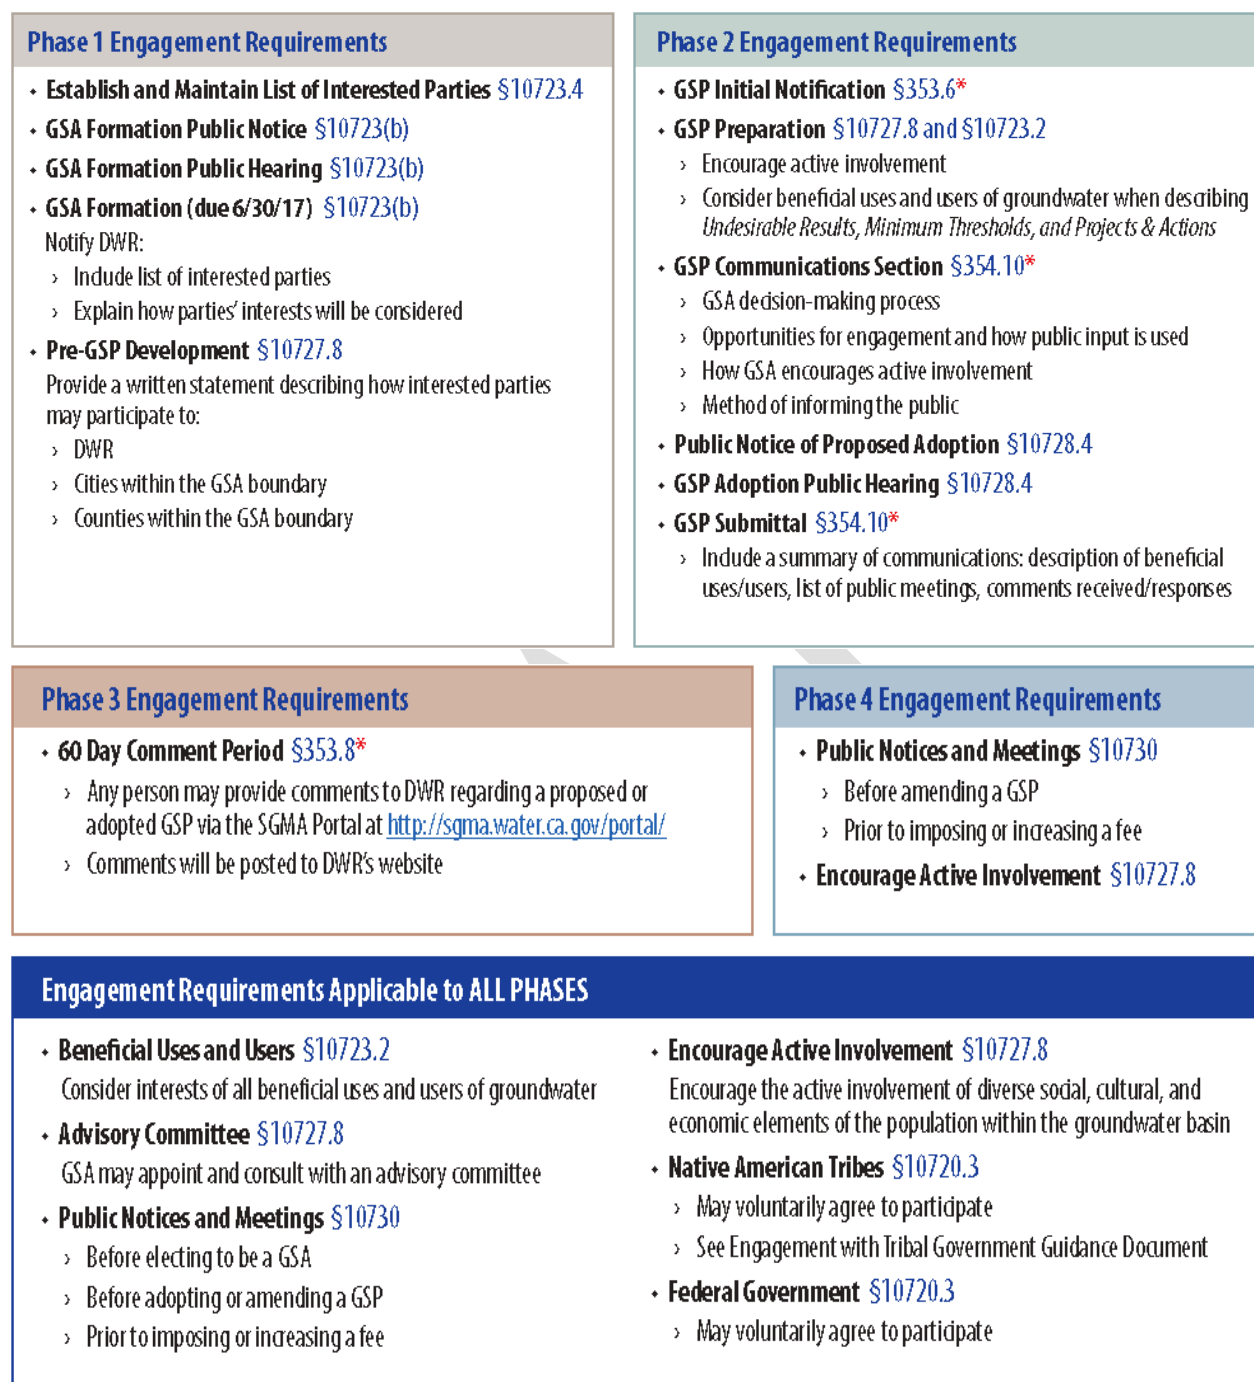 Phase 1 Engagement Requirements
• Establish and Maintain List of Interested Parties §10723.4
• GSA Formation Public Notice §10723(b)
• GSA Formation Public Hearing §10723(b)
• GSA Formation (due 6/30/17) §10723(b)
Notify DWR:
› Include list of interested parties
› Explain how parties’ interests will be considered
• Pre-GSP Development §10727.8
Provide a written statement describing how interested parties
may participate to:
› DWR
› Cities within the GSA boundary
› Counties within the GSA boundary
Phase 2 Engagement Requirements
• GSP Initial Notification §353.6*
• GSP Preparation §10727.8 and §10723.2
› Encourage active involvement
› Consider beneficial uses and users of groundwater when describing
Undesirable Results, Minimum Thresholds, and Projects & Actions
• GSP Communications Section §354.10*
› GSA decision-making process
› Opportunities for engagement and how public input is used
› How GSA encourages active involvement
› Method of informing the public
• Public Notice of Proposed Adoption §10728.4
• GSP Adoption Public Hearing §10728.4
• GSP Submittal §354.10*
› Include a summary of communications: description of beneficial
uses/users, list of public meetings, comments received/responses
Phase 3 Engagement Requirements
• 60 Day Comment Period §353.8*
› Any person may provide comments to DWR regarding a proposed or
adopted GSP via the SGMA Portal at http://sgma.water.ca.gov/portal/
› Comments will be posted to DWR’s website
Phase 4 Engagement Requirements
• Public Notices and Meetings §10730
› Before amending a GSP
› Prior to imposing or increasing a fee
• Encourage Active Involvement §10727.8
Engagement Requirements Applicable to ALL PHASES
• Beneficial Uses and Users §10723.2
Consider interests of all beneficial uses and users of groundwater
• Advisory Committee §10727.8
GSA may appoint and consult with an advisory committee
• Public Notices and Meetings §10730
› Before electing to be a GSA
› Before adopting or amending a GSP
› Prior to imposing or increasing a fee
• Encourage Active Involvement §10727.8
Encourage the active involvement of diverse social, cultural, and
economic elements of the population within the groundwater basin
• Native American Tribes §10720.3
› May voluntarily agree to participate
› See Engagement with Tribal Government Guidance Document
• Federal Government §10720.3
› May voluntarily agree to participate